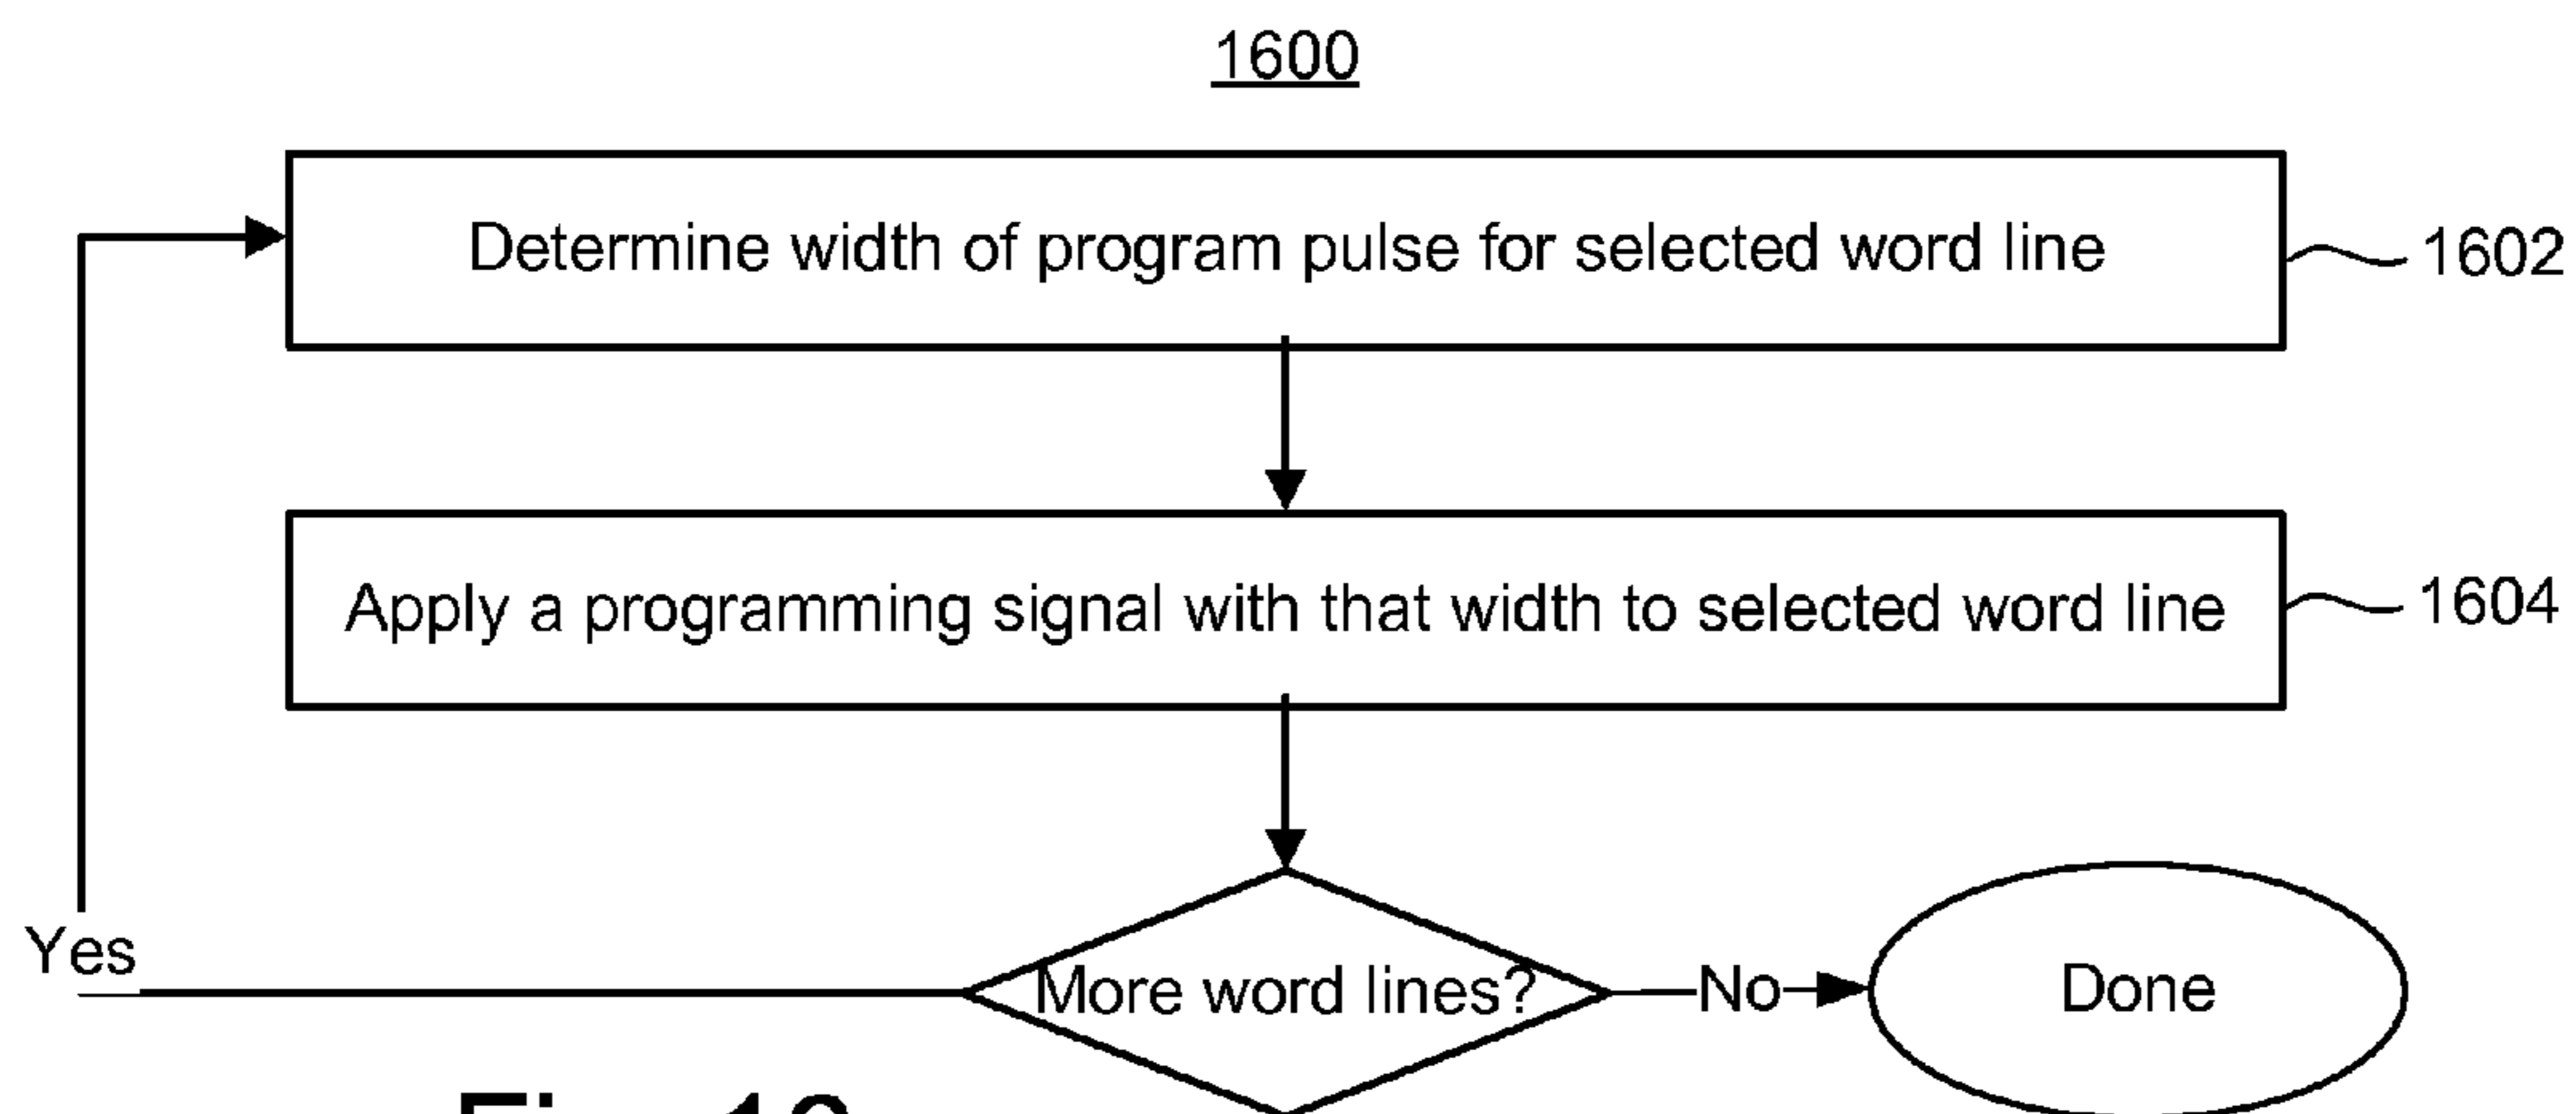 1600
Determine width of program pulse for selected word line
1602
Apply a programming signal with that width to selected word line
1604
Yes
More word lines?
No
Done